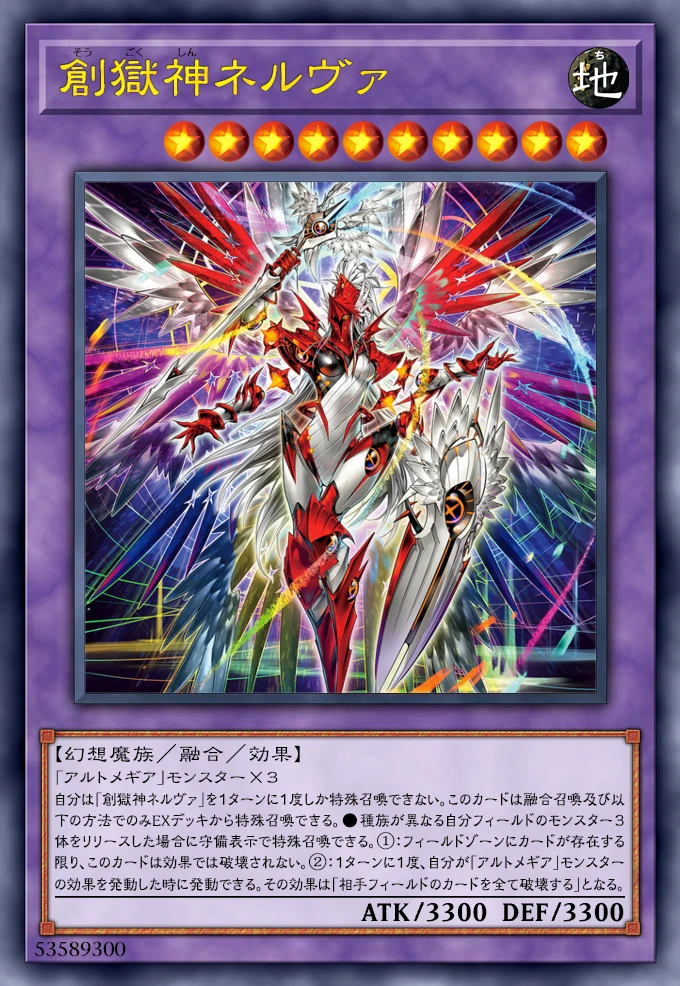 そう ごく しん
創獄神ネルヴァ
ち
地
【幻想魔族／融合／効果】
「アルトメギア」モンスター×３
自分は「創獄神ネルヴァ」を１ターンに１度しか特殊召喚できない。このカードは融合召喚及び以
下の方法でのみEXデッキから特殊召喚できる。●種族が異なる自分フィールドのモンスター３
体をリリースした場合に守備表示で特殊召喚できる。①：フィールドゾーンにカードが存在する
限り、このカードは効果では破壊されない。②：１ターンに１度、自分が「アルトメギア」モンスター
の効果を発動した時に発動できる。その効果は「相手フィールドのカードを全て破壊する」となる。
ATK/3300 DEF/3300
53589300